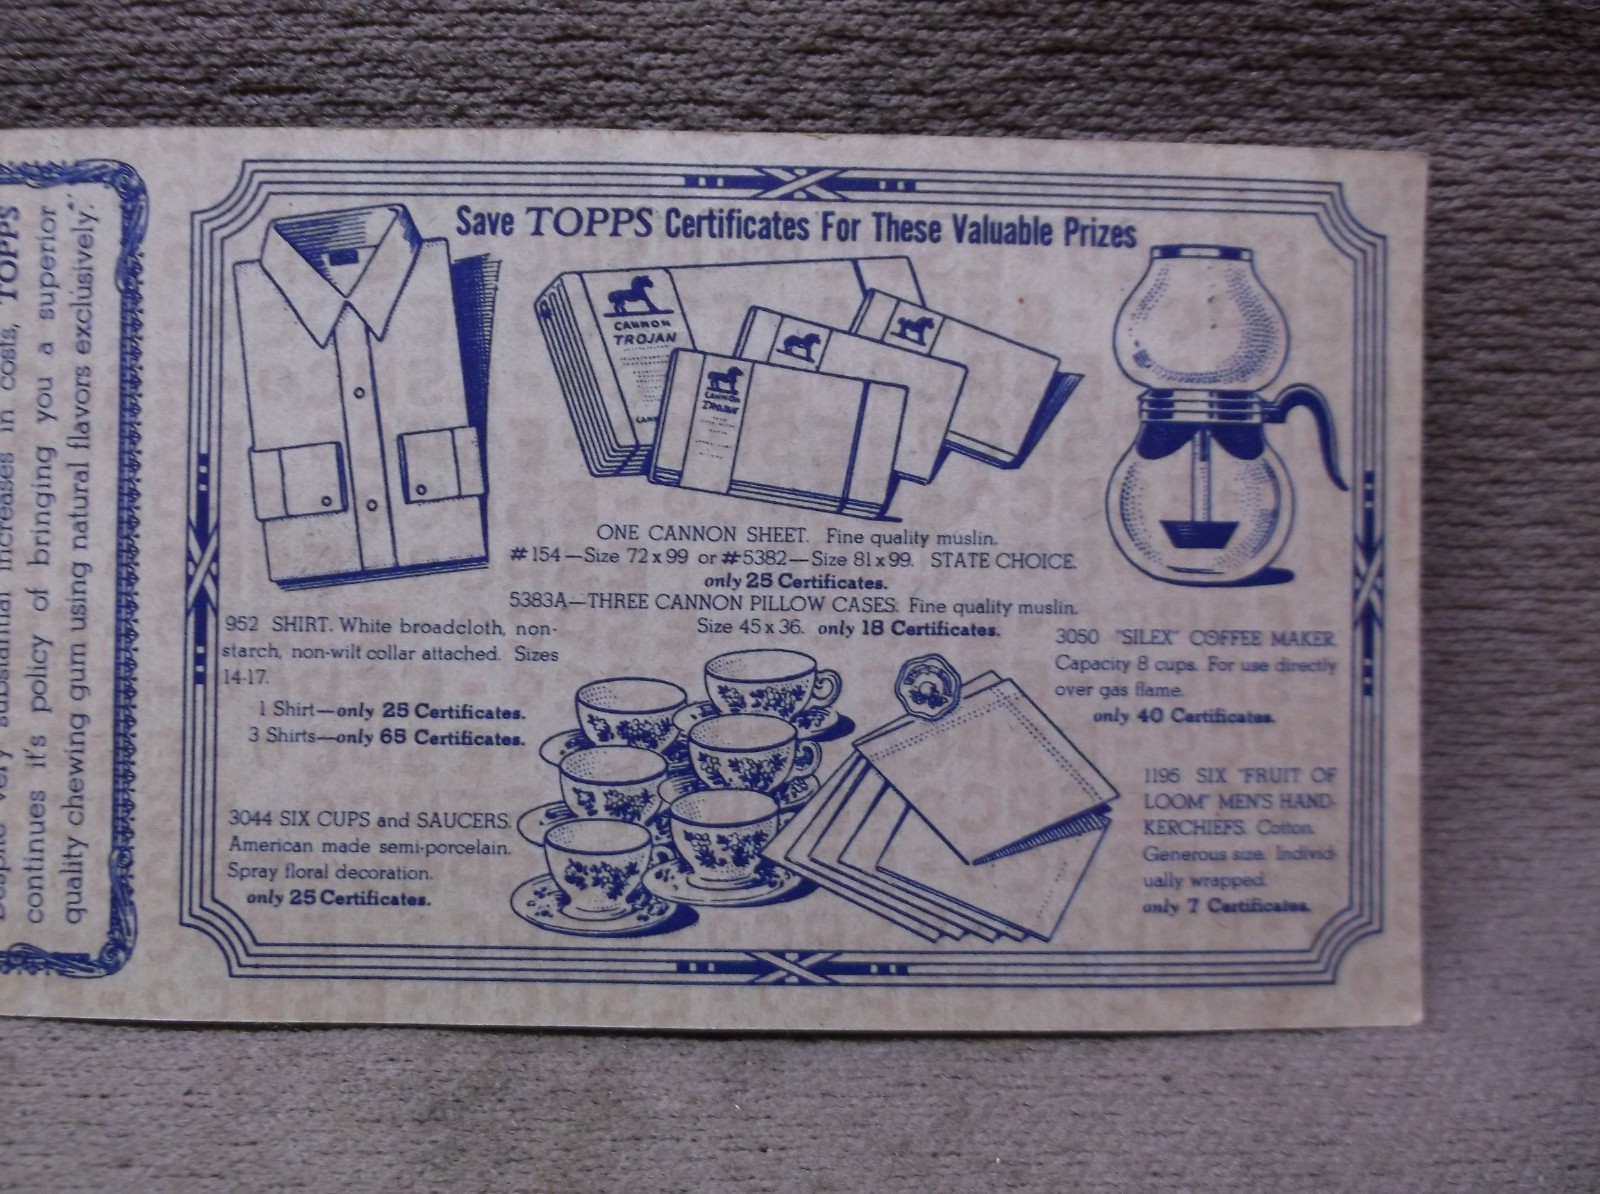 TOPPS
increases in costs,
continues it's policy of bringing you a superior
quality chewing gum using natural flavors exclusively."
Save TOPPS Certificates For These Valuable Prizes
CANNON
TROJAN
CANNON
TROJAN
ONE CANNON SHEET. Fine quality muslin.
#154—Size 72 x 99 or #5382—Size 81 x 99. STATE CHOICE.
only 25 Certificates.
5383A—THREE CANNON PILLOW CASES. Fine quality muslin.
Size 45 x 36. only 18 Certificates.
952 SHIRT. White broadcloth, non-
starch, non-wilt collar attached. Sizes
14-17.
1 Shirt—only 25 Certificates.
3 Shirts—only 65 Certificates.
3044 SIX CUPS and SAUCERS.
American made semi-porcelain.
Spray floral decoration.
only 25 Certificates.
3050 "SILEX" COFFEE MAKER.
Capacity 8 cups. For use directly
over gas flame.
only 40 Certificates.
1195 SIX "FRUIT OF
LOOM" MEN'S HAND-
KERCHIEFS. Cotton.
Generous size. Individ-
ually wrapped.
only 7 Certificates.